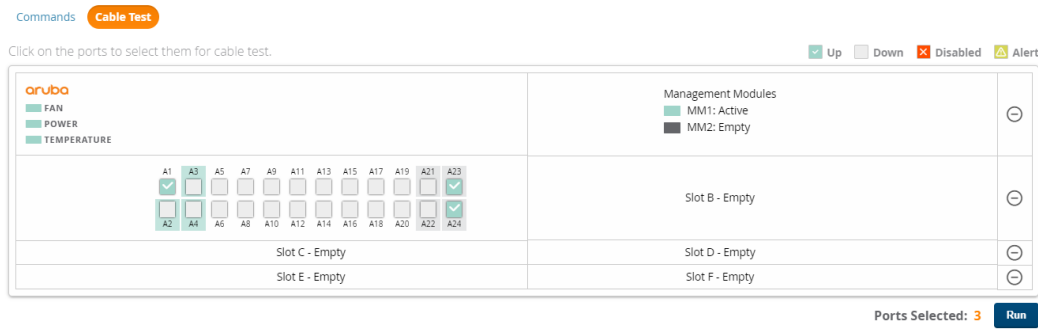 Commands Cable Test
Click on the ports to select them for cable test.
Up Down Disabled Alert
aruba
FAN
POWER
TEMPERATURE
Management Modules
MM1: Active
MM2: Empty
A1 A3 A5 A7 A9 A11 A13 A15 A17 A19 A21 A23
A2 A4 A6 A8 A10 A12 A14 A16 A18 A20 A22 A24
Slot B - Empty
Slot C - Empty Slot D - Empty
Slot E - Empty Slot F - Empty
Ports Selected: 3 Run